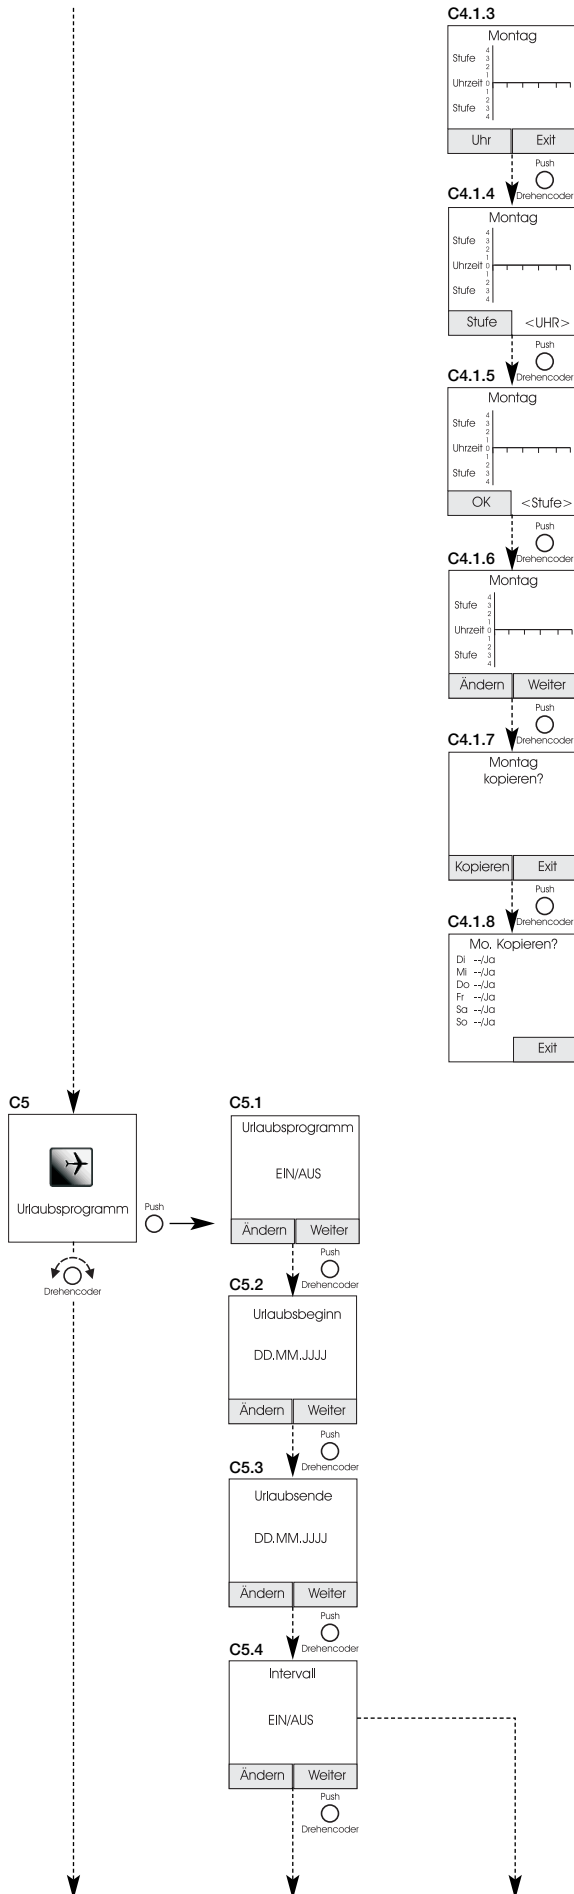 C4.1.3
Montag
4
Stufe 3
2
1
Uhrzeit 0
1
2
Stufe 3
4
Uhr Exit
Push
Drehencoder
C4.1.4
Montag
4
Stufe 3
2
1
Uhrzeit 0
1
2
Stufe 3
4
Stufe <UHR>
Push
Drehencoder
C4.1.5
Montag
4
Stufe 3
2
1
Uhrzeit 0
1
2
Stufe 3
4
OK <Stufe>
Push
Drehencoder
C4.1.6
Montag
4
Stufe 3
2
1
Uhrzeit 0
1
2
Stufe 3
4
Ändern Weiter
Push
Drehencoder
C4.1.7
Montag
kopieren?
Kopieren Exit
Push
Drehencoder
C4.1.8
Mo. Kopieren?
Di --/Ja
Mi --/Ja
Do --/Ja
Fr --/Ja
Sa --/Ja
So --/Ja
Exit
C5
Urlaubsprogramm
Push
Drehencoder
C5.1
Urlaubsprogramm
EIN/AUS
Ändern Weiter
Push
Drehencoder
C5.2
Urlaubsbeginn
DD.MM.JJJJ
Ändern Weiter
Push
Drehencoder
C5.3
Urlaubsende
DD.MM.JJJJ
Ändern Weiter
Push
Drehencoder
C5.4
Intervall
EIN/AUS
Ändern Weiter
Push
Drehencoder